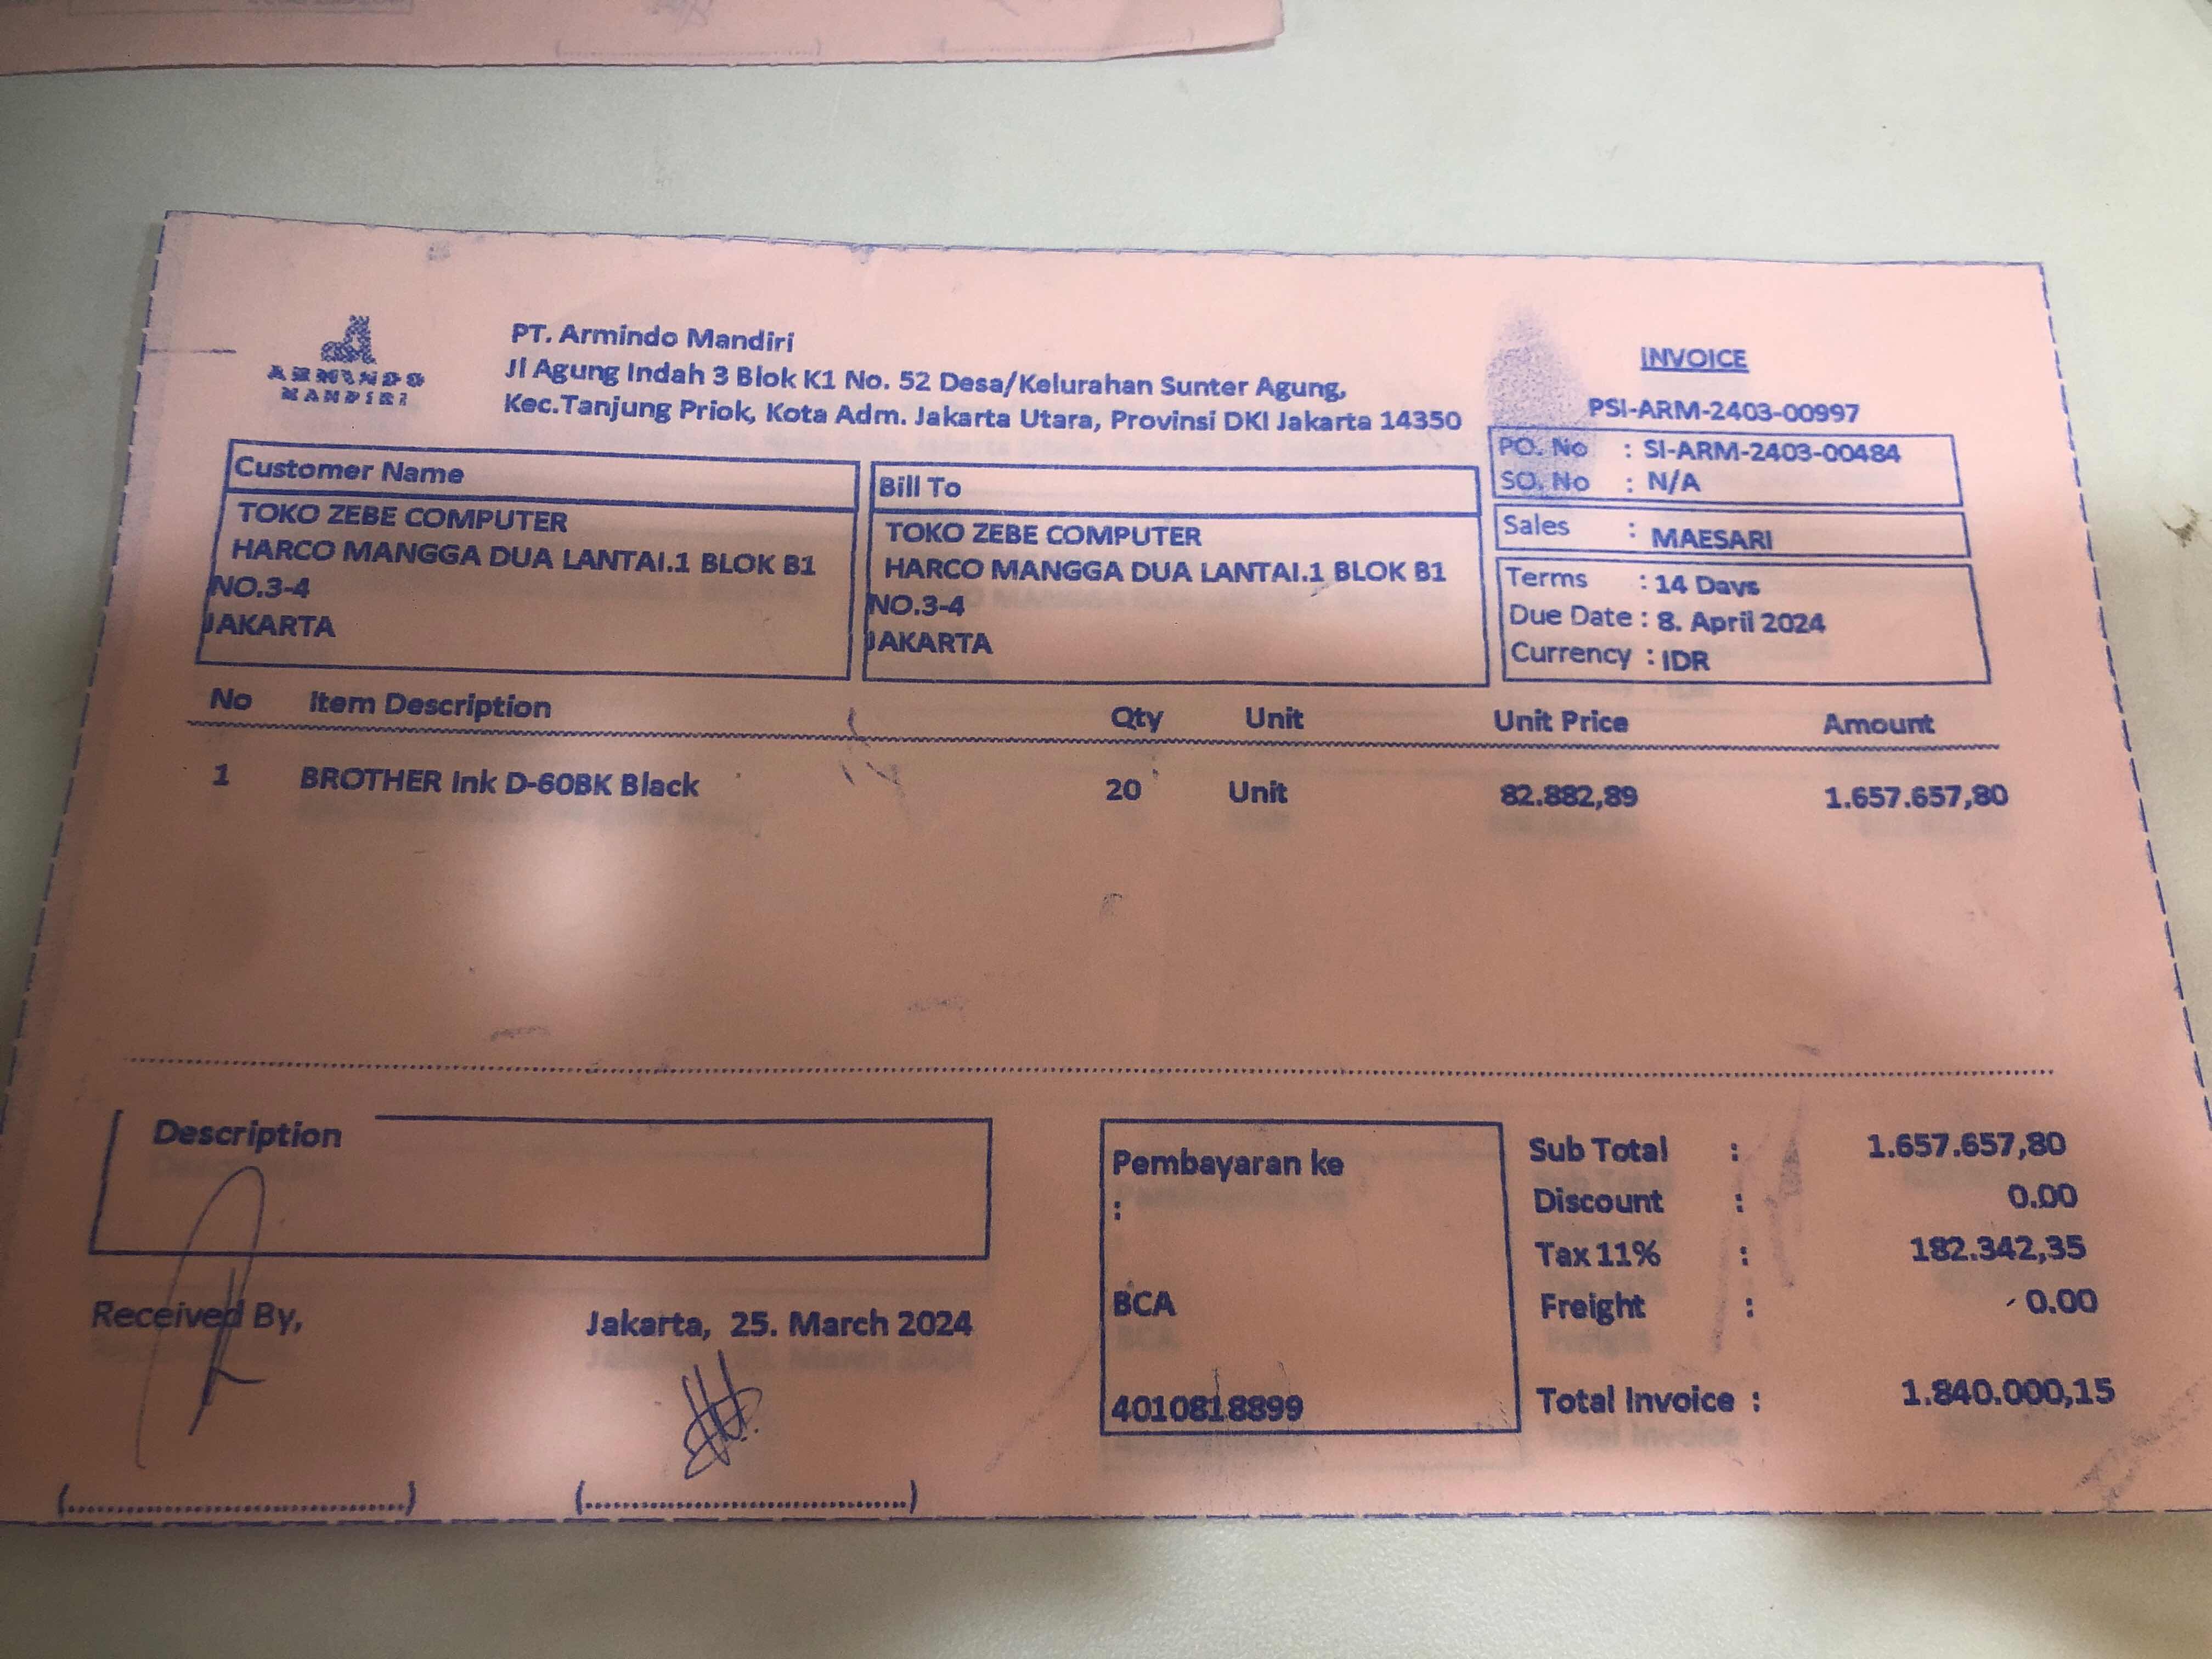 ARMINDO
MANDIRI
PT. Armindo Mandiri
Jl Agung Indah 3 Blok K1 No. 52 Desa/Kelurahan Sunter Agung,
Kec.Tanjung Priok, Kota Adm. Jakarta Utara, Provinsi DKI Jakarta 14350
INVOICE
PSI-ARM-2403-00997
PO. No : SI-ARM-2403-00484
SO. No : N/A
Sales : MAESARI
Terms : 14 Days
Due Date : 8. April 2024
Currency : IDR
Customer Name
TOKO ZEBE COMPUTER
HARCO MANGGA DUA LANTAI.1 BLOK B1
NO.3-4
JAKARTA
Bill To
TOKO ZEBE COMPUTER
HARCO MANGGA DUA LANTAI.1 BLOK B1
NO.3-4
JAKARTA
No Item Description Qty Unit Unit Price Amount
1 BROTHER Ink D-60BK Black 20 Unit 82.882,89 1.657.657,80
Description
Received By,
Jakarta, 25. March 2024
(....................................) (....................................)
Pembayaran ke
:
BCA
4010818899
Sub Total : 1.657.657,80
Discount : 0.00
Tax 11% : 182.342,35
Freight : 0.00
Total Invoice : 1.840.000,15